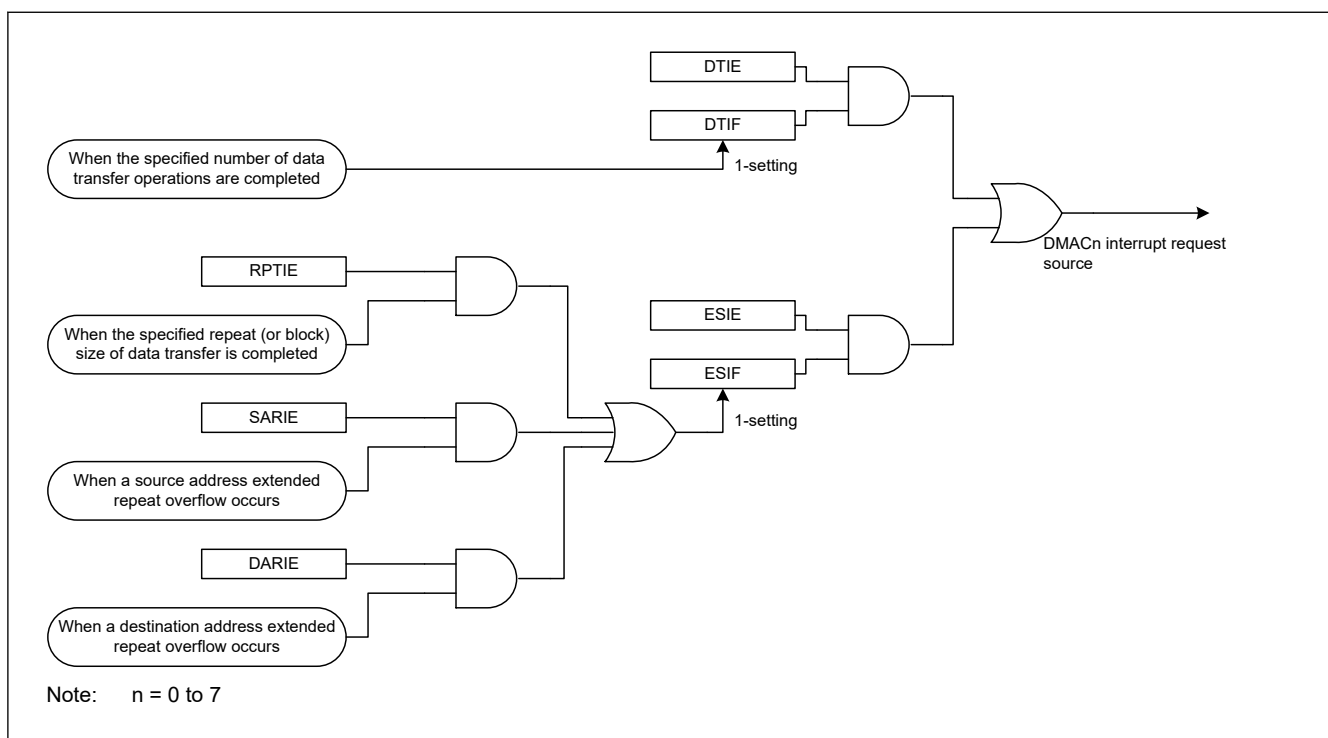 DTIE
DTIF
When the specified number of data
transfer operations are completed
1-setting
DMACn interrupt request
source
RPTIE
When the specified repeat (or block)
size of data transfer is completed
ESIE
ESIF
1-setting
SARIE
When a source address extended
repeat overflow occurs
DARIE
When a destination address extended
repeat overflow occurs
Note: n = 0 to 7